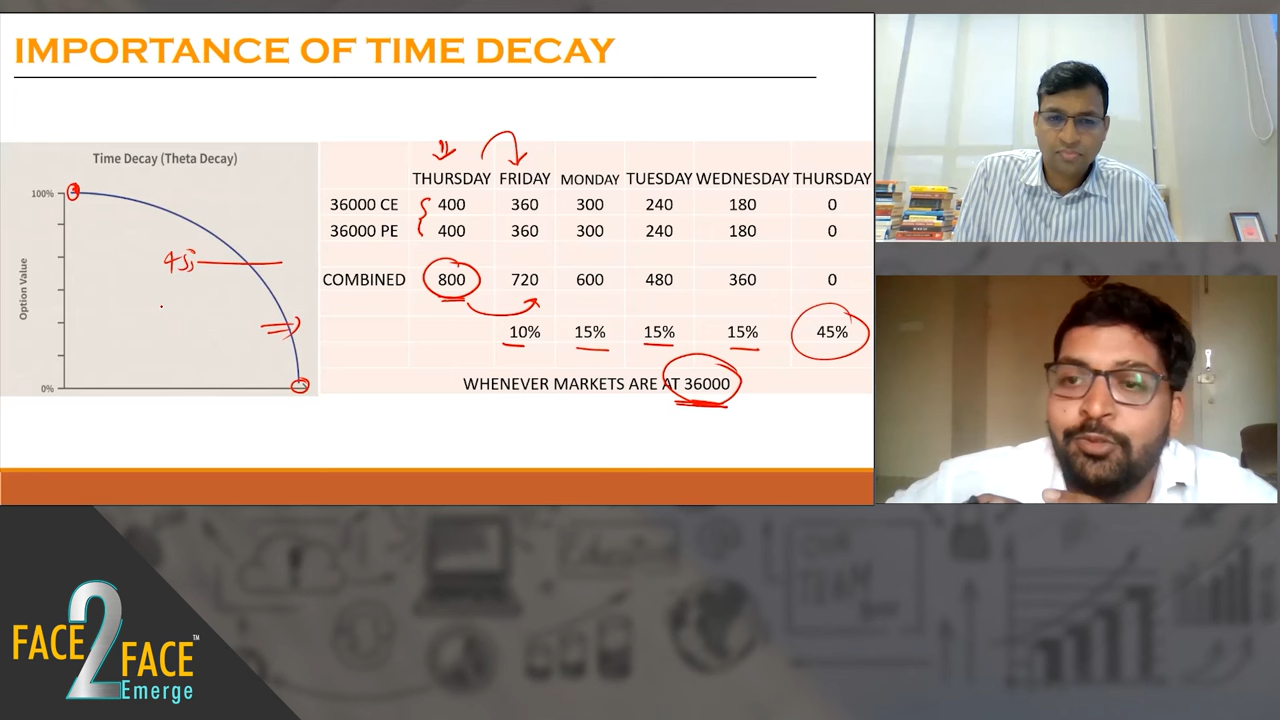 IMPORTANCE OF TIME DECAY
Time Decay (Theta Decay)
100%
0%
Option Value
45
THURSDAY FRIDAY MONDAY TUESDAY WEDNESDAY THURSDAY
36000 CE 400 360 300 240 180 0
36000 PE 400 360 300 240 180 0
COMBINED 800 720 600 480 360 0
10% 15% 15% 15% 45%
WHENEVER MARKETS ARE AT 36000
FACE 2 FACE™
Emerge